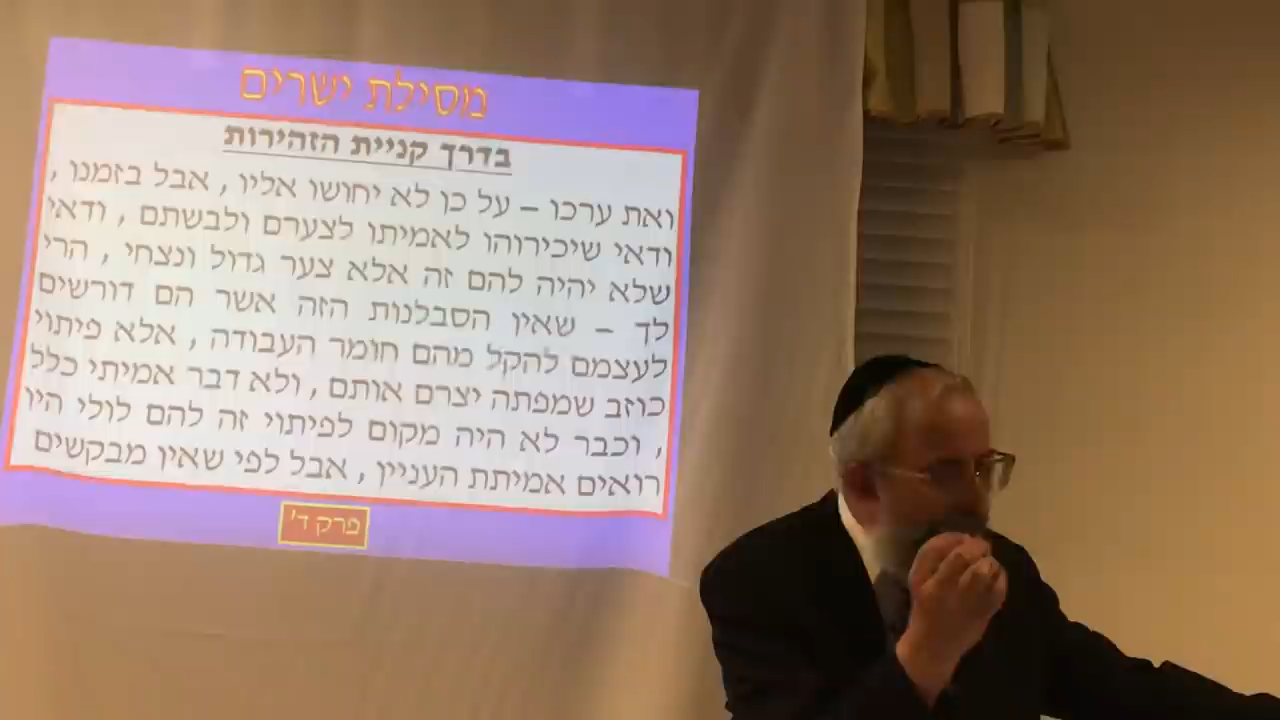 מסילת ישרים
בדרך קניית הזהירות
ואת ערכו – על כן לא יחושו אליו , אבל בזמנו ,
ודאי שיכירוהו לאמיתו לצערם ולבשתם , ודאי
שלא יהיה להם זה אלא צער גדול ונצחי , הרי
לך – שאין הסבלנות הזה אשר הם דורשים
לעצמם להקל מהם חומר העבודה , אלא פיתוי
כוזב שמפתה יצרם אותם , ולא דבר אמיתי כלל
, וכבר לא היה מקום לפיתוי זה להם לולי היו
רואים אמיתת העניין , אבל לפי שאין מבקשים
פרק ד'